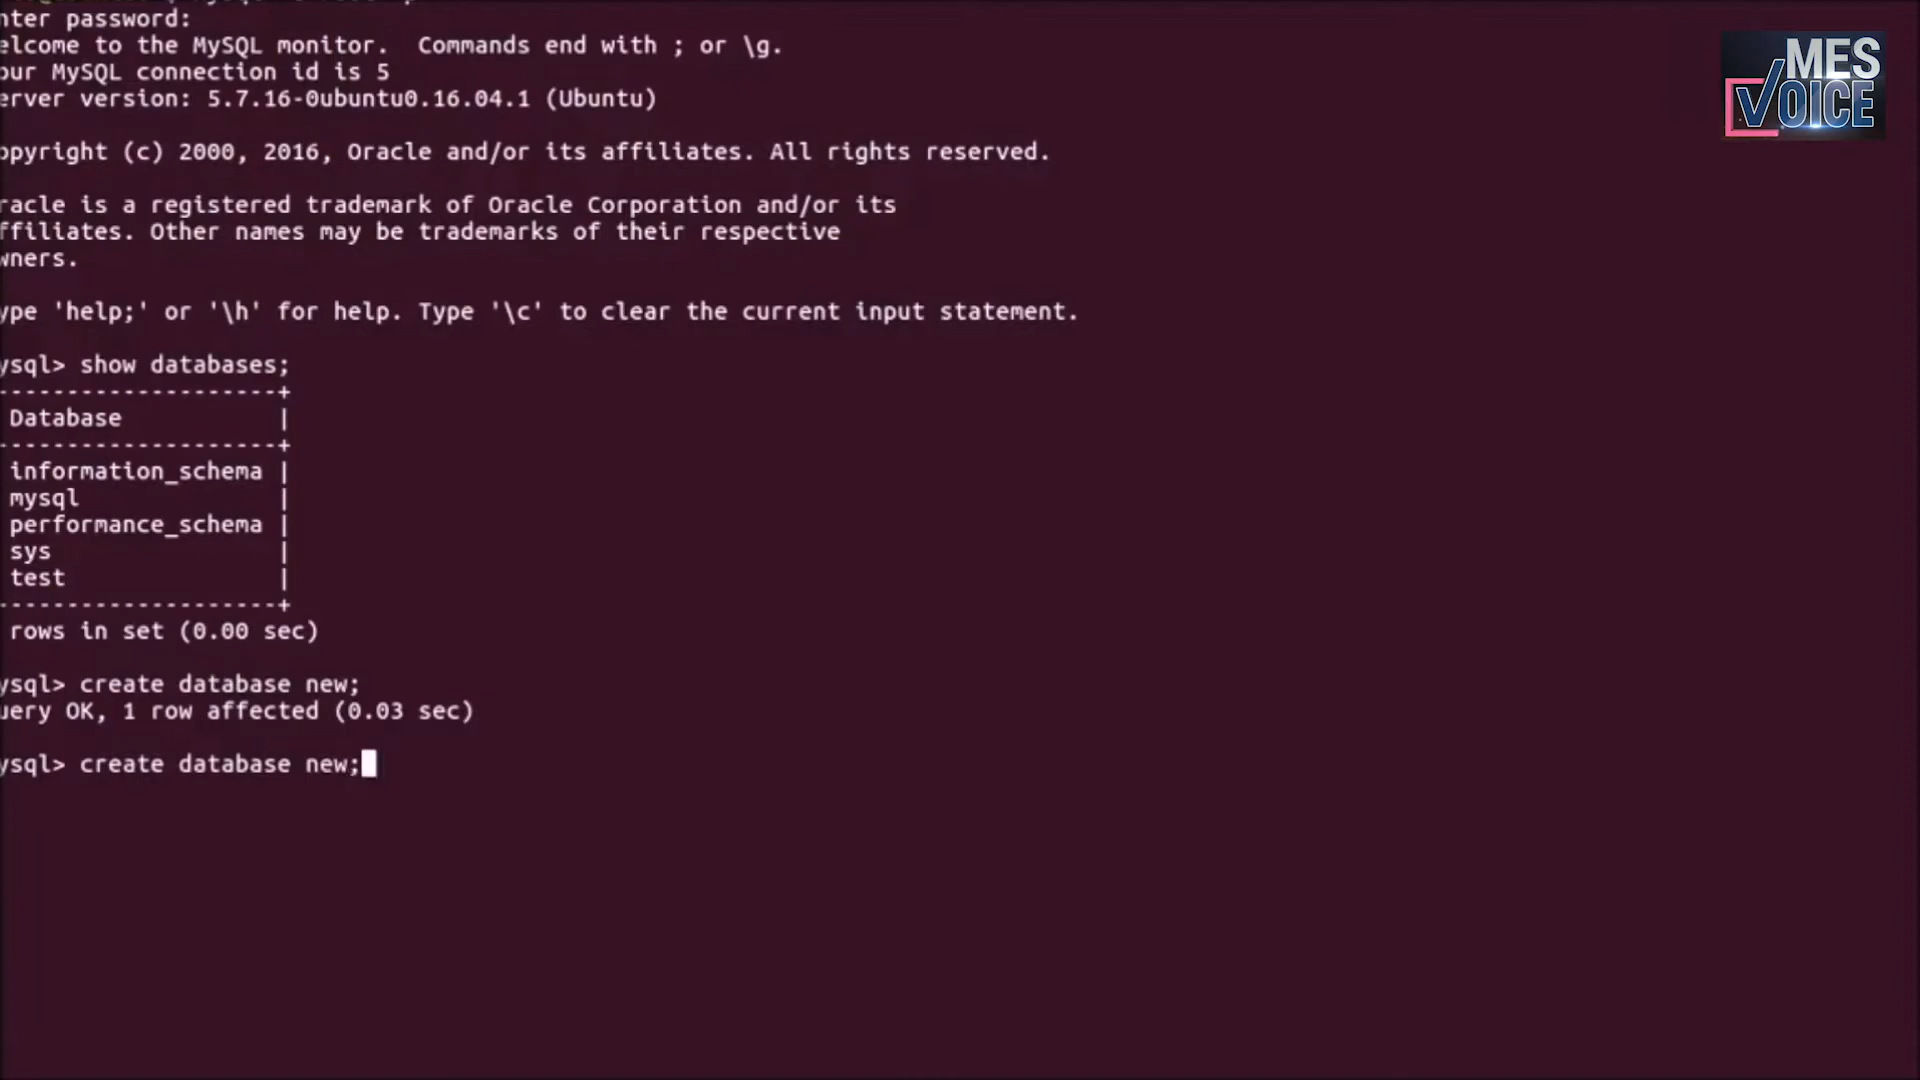 nter password:
elcome to the MySQL monitor.  Commands end with ; or \g.
our MySQL connection id is 5
erver version: 5.7.16-0ubuntu0.16.04.1 (Ubuntu)
opyright (c) 2000, 2016, Oracle and/or its affiliates. All rights reserved.
racle is a registered trademark of Oracle Corporation and/or its
ffiliates. Other names may be trademarks of their respective
wners.
ype 'help;' or '\h' for help. Type '\c' to clear the current input statement.
ysql> show databases;
--------------------+
Database           |
--------------------+
information_schema |
mysql              |
performance_schema |
sys                |
test               |
--------------------+
rows in set (0.00 sec)
ysql> create database new;
uery OK, 1 row affected (0.03 sec)
ysql> create database new;
MES
VOICE